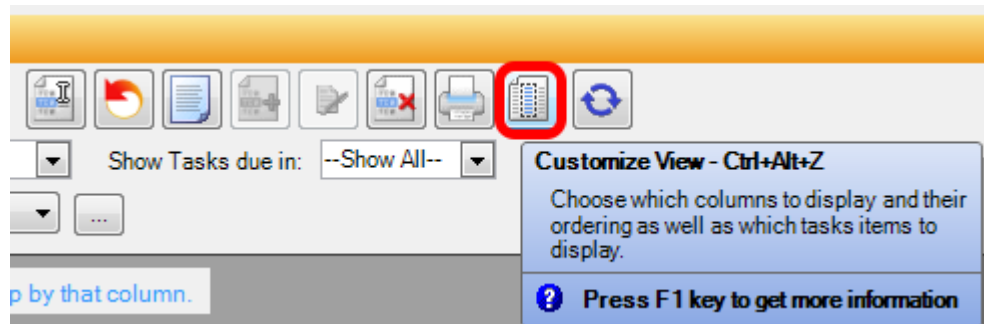 Show Tasks due in: --Show All--
...
Customize View - Ctrl+Alt+Z
Choose which columns to display and their
ordering as well as which tasks items to
display.
p by that column.
Press F1 key to get more information